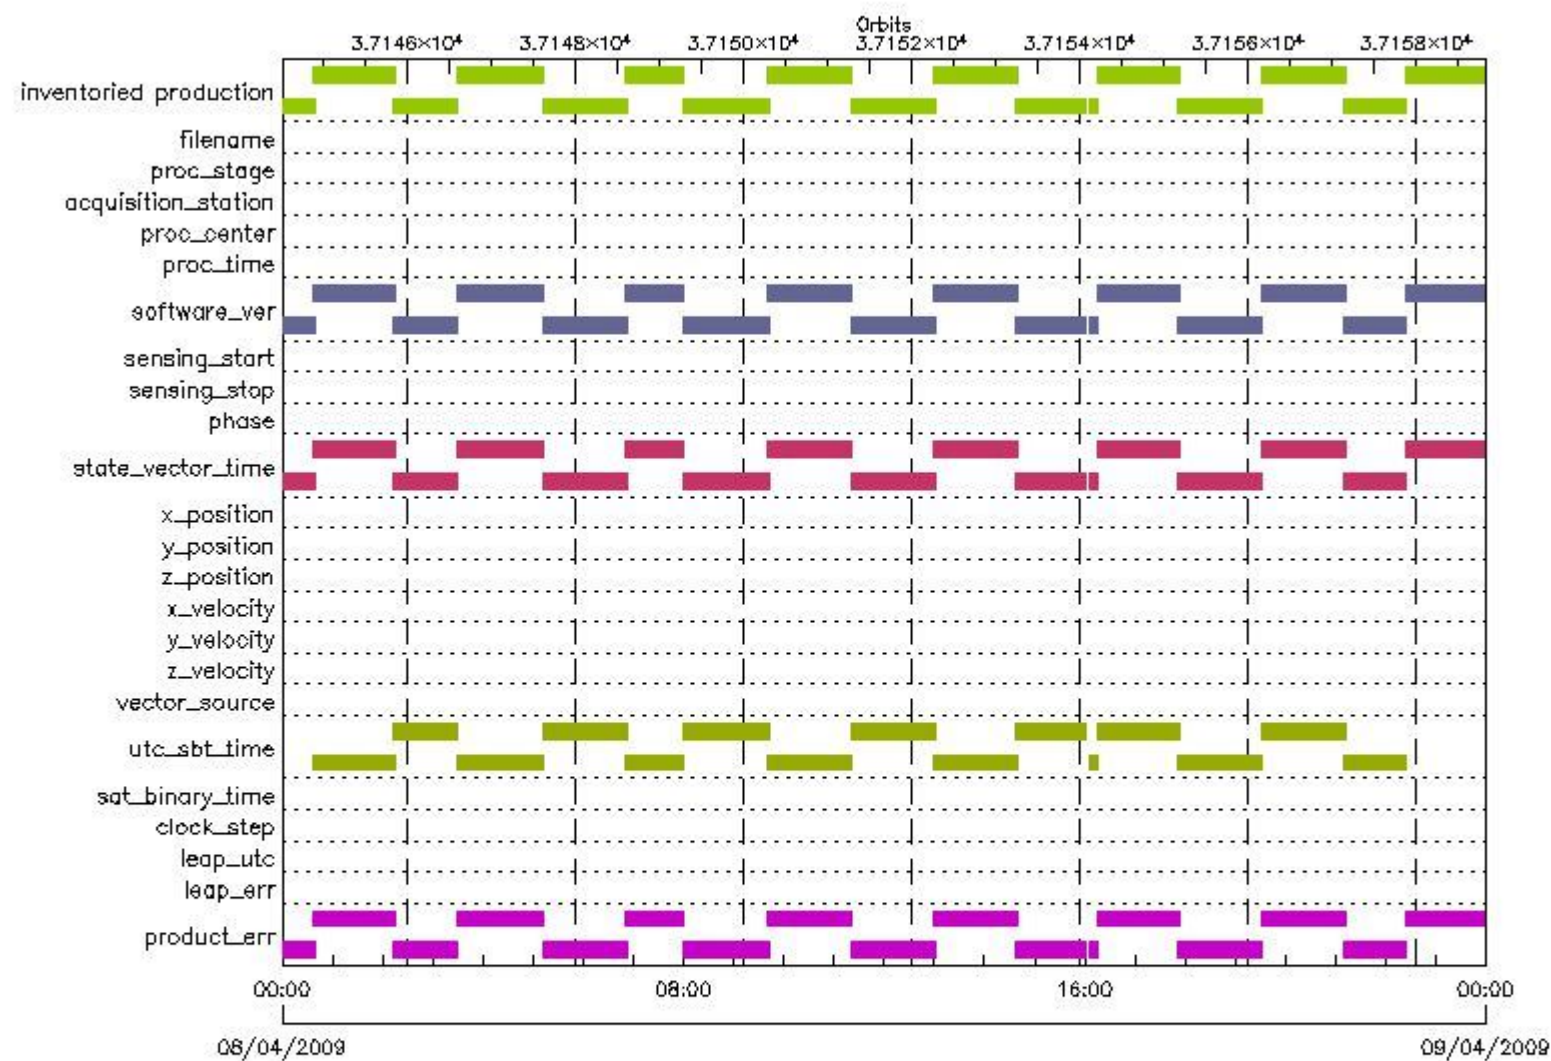 Orbits
3.7146×10⁴ 3.7148×10⁴ 3.7150×10⁴ 3.7152×10⁴ 3.7154×10⁴ 3.7156×10⁴ 3.7158×10⁴
inventoried production
filename
proc_stage
acquisition_station
proc_center
proc_time
software_ver
sensing_start
sensing_stop
phase
state_vector_time
x_position
y_position
z_position
x_velocity
y_velocity
z_velocity
vector_source
utc_sbt_time
sat_binary_time
clock_step
leap_utc
leap_err
product_err
00:00 08:00 16:00 00:00
08/04/2009 09/04/2009